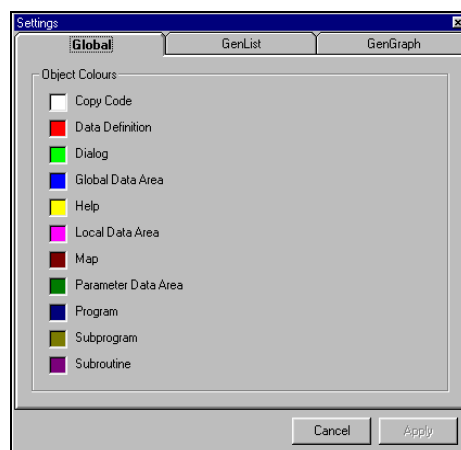 Settings
Global GenList GenGraph
Object Colours
Copy Code
Data Definition
Dialog
Global Data Area
Help
Local Data Area
Map
Parameter Data Area
Program
Subprogram
Subroutine
Cancel Apply